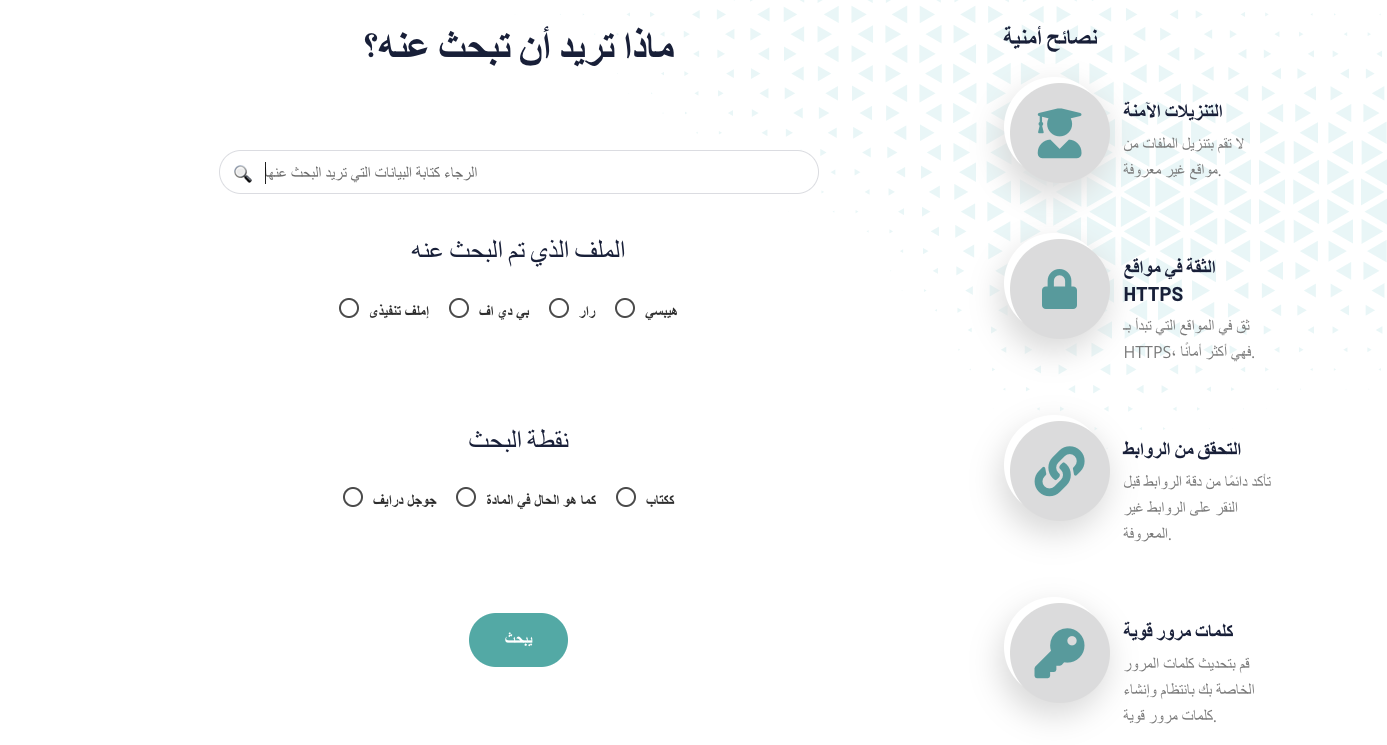 ماذا تريد أن تبحث عنه؟
الرجاء كتابة البيانات التي تريد البحث عنها
الملف الذي تم البحث عنه
هيبسي
رار
بي دي اف
إملف تنفيذى
نقطة البحث
ككتاب
كما هو الحال في المادة
جوجل درايف
يبحث
نصائح أمنية
التنزيلات الآمنة
لا تقم بتنزيل الملفات من
مواقع غير معروفة.
الثقة في مواقع
HTTPS
ثق في المواقع التي تبدأ بـ
HTTPS، فهي أكثر أمانًا.
التحقق من الروابط
تأكد دائمًا من دقة الروابط قبل
النقر على الروابط غير
المعروفة.
كلمات مرور قوية
قم بتحديث كلمات المرور
الخاصة بك بانتظام وإنشاء
كلمات مرور قوية.